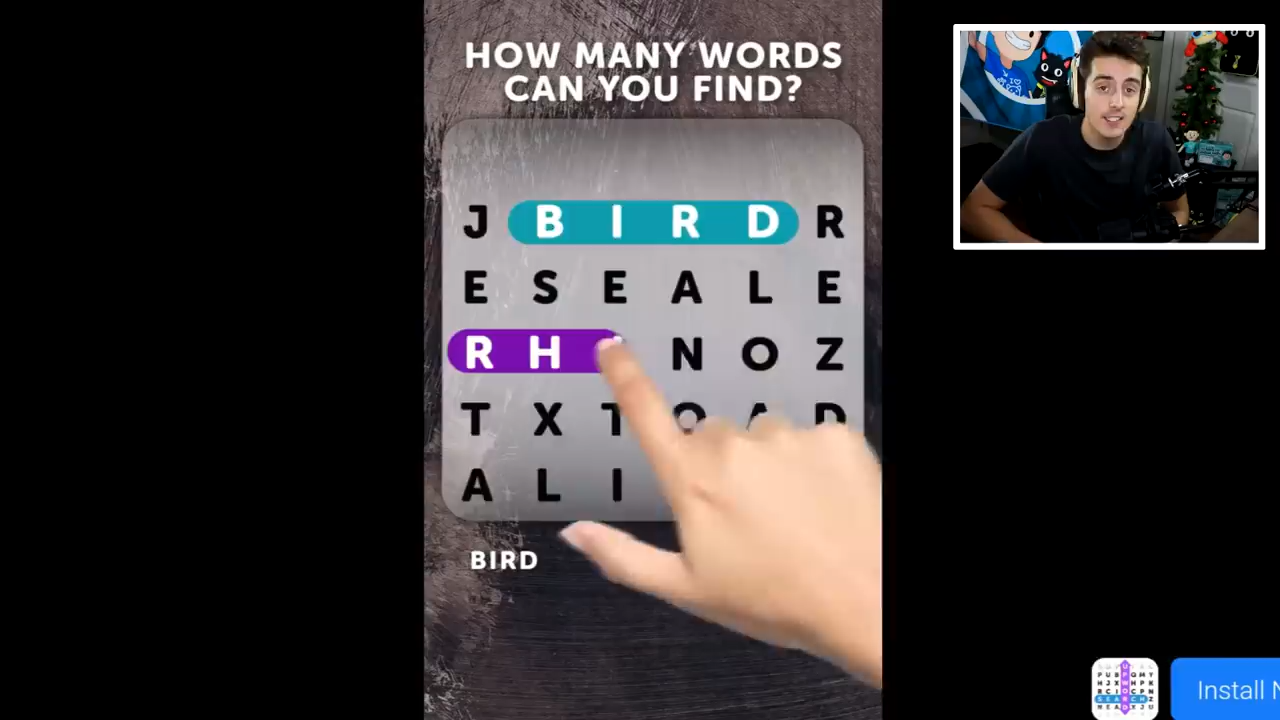 HOW MANY WORDS
CAN YOU FIND?
J B I R D R
E S E A L E
R H N O Z
T X T O A D
A L I
BIRD
Install